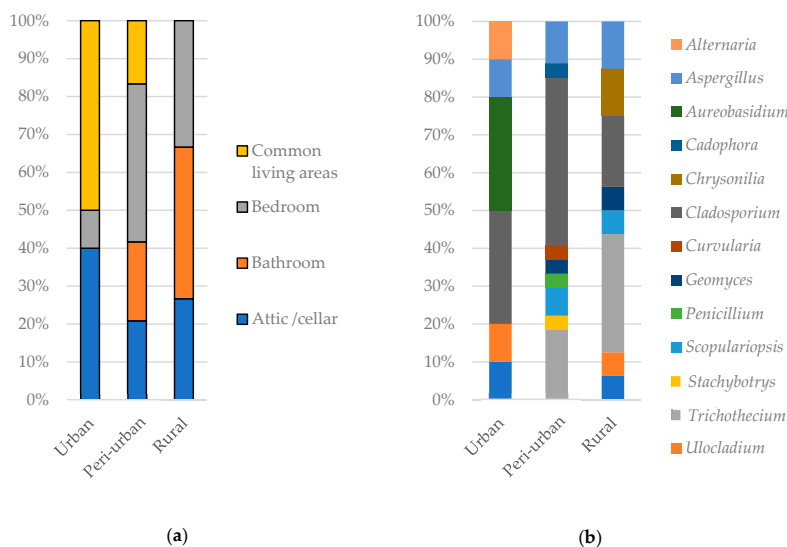 100%
90%
80%
70%
60%
50%
40%
30%
20%
10%
0%
Urban
Peri-urban
Rural
Common
living areas
Bedroom
Bathroom
Attic /cellar
(a)
100%
90%
80%
70%
60%
50%
40%
30%
20%
10%
0%
Urban
Peri-urban
Rural
Alternaria
Aspergillus
Aureobasidium
Cadophora
Chrysonilia
Cladosporium
Curvularia
Geomyces
Penicillium
Scopulariopsis
Stachybotrys
Trichothecium
Ulocladium
(b)